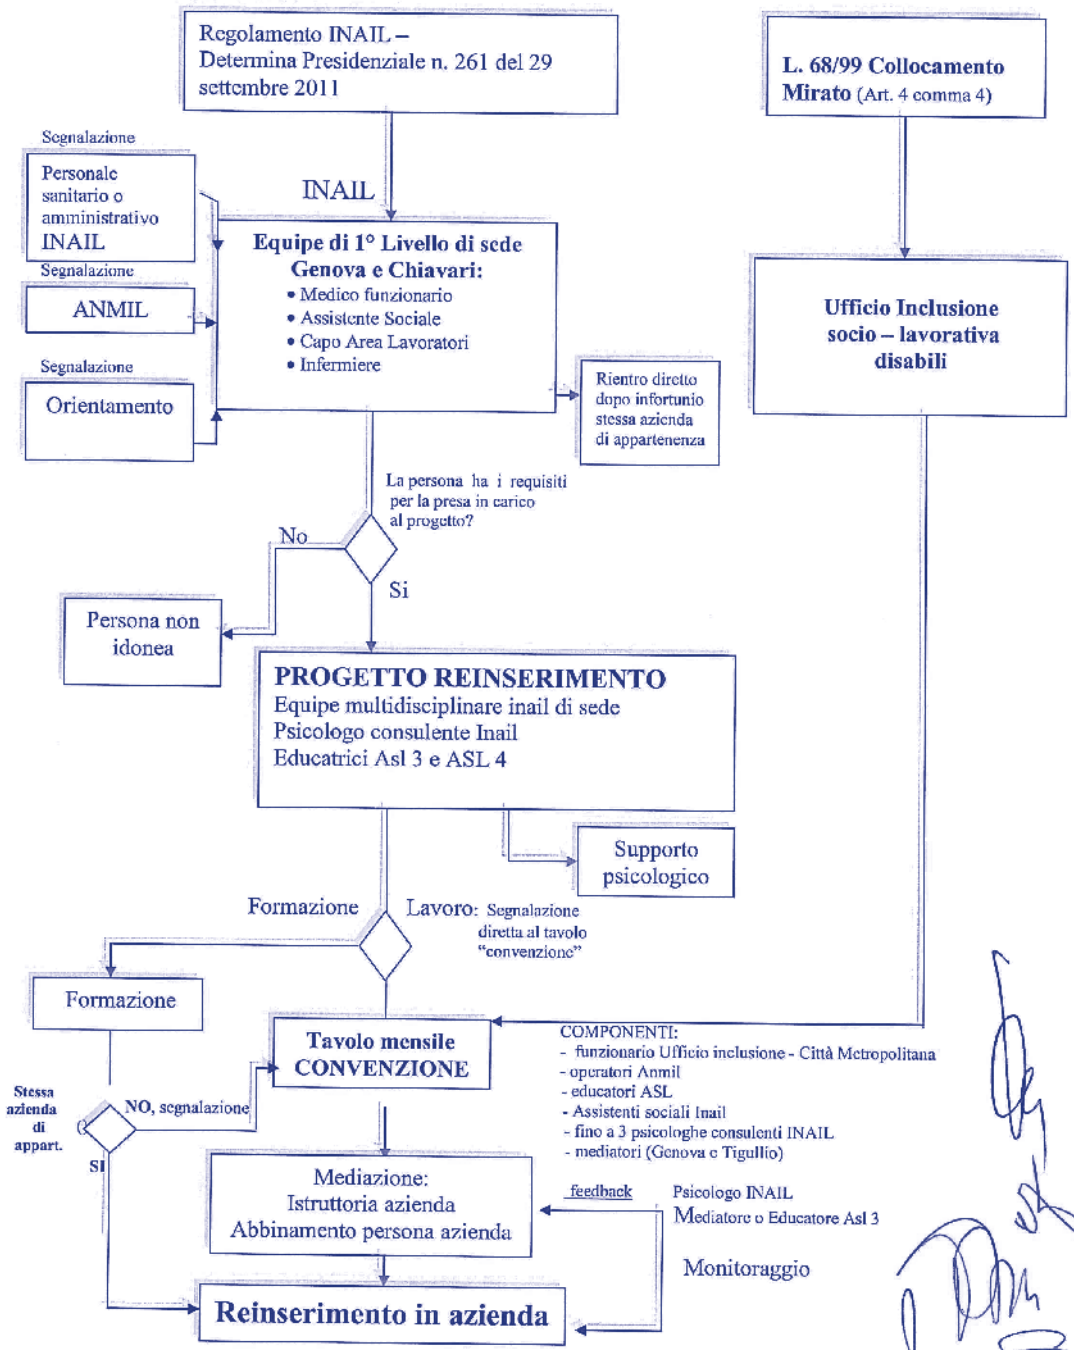 Regolamento INAIL –
Determina Presidenziale n. 261 del 29
settembre 2011
L. 68/99 Collocamento
Mirato (Art. 4 comma 4)
Segnalazione
Personale
sanitario o
amministrativo
INAIL
INAIL
Segnalazione
ANMIL
Segnalazione
Orientamento
Equipe di 1° Livello di sede
Genova e Chiavari:
• Medico funzionario
• Assistente Sociale
• Capo Area Lavoratori
• Infermiere
Ufficio Inclusione
socio – lavorativa
disabili
Rientro diretto
dopo infortunio
stessa azienda
di appartenenza
La persona ha i requisiti
per la presa in carico
al progetto?
No
Si
Persona non
idonea
PROGETTO REINSERIMENTO
Equipe multidisciplinare inail di sede
Psicologo consulente Inail
Educatrici Asl 3 e ASL 4
Supporto
psicologico
Formazione
Lavoro: Segnalazione
diretta al tavolo
“convenzione”
Formazione
Tavolo mensile
CONVENZIONE
COMPONENTI:
- funzionario Ufficio inclusione - Città Metropolitana
- operatori Anmil
- educatori ASL
- Assistenti sociali Inail
- fino a 3 psicologhe consulenti INAIL
- mediatori (Genova e Tigullio)
Stessa
azienda
di
appart.
NO, segnalazione
SI
Mediazione:
Istruttoria azienda
Abbinamento persona azienda
feedback
Psicologo INAIL
Mediatore o Educatore Asl 3
Monitoraggio
Reinserimento in azienda